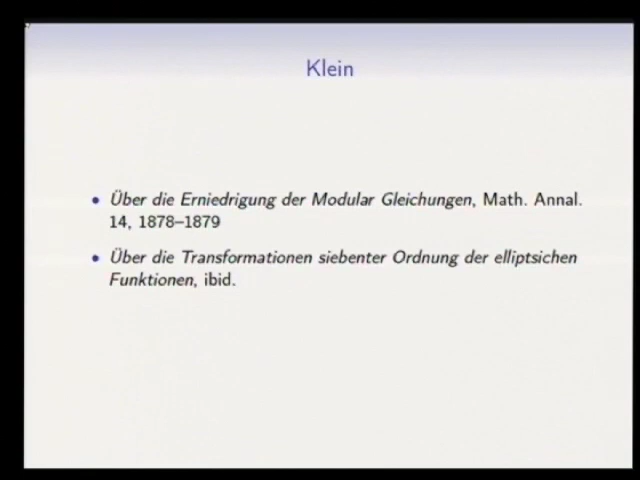 Klein
• Über die Erniedrigung der Modular Gleichungen, Math. Annal.
14, 1878–1879
• Über die Transformationen siebenter Ordnung der elliptsichen
Funktionen, ibid.